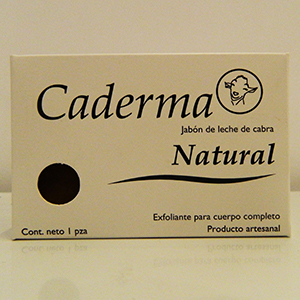 Caderma
Jabón de leche de cabra
Natural
Exfoliante para cuerpo completo
Cont. neto 1 pza
Producto artesanal